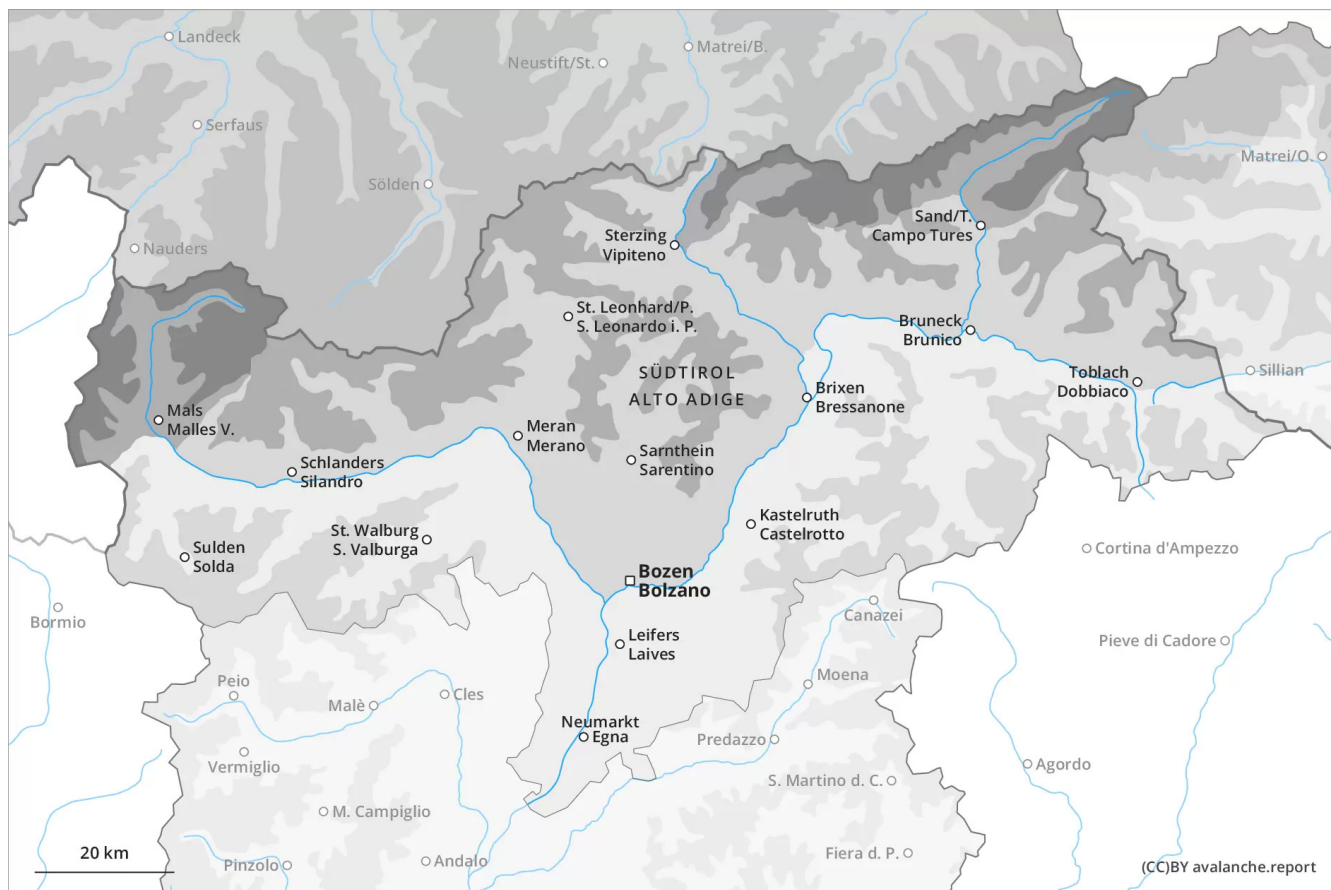 Landeck
Matrei/B.
Neustift/St.
Serfaus
Matrei/O.
Sölden
Sand/T.
Campo Tures
Sterzing
Vipiteno
Nauders
St. Leonhard/P.
S. Leonardo i. P.
Bruneck
Brunico
SÜDTIROL
ALTO ADIGE
Toblach
Dobbiaco
Sillian
Brixen
Bressanone
Mals
Malles V.
Meran
Merano
Schlanders
Silandro
Sarnthein
Sarentino
St. Walburg
S. Valburga
Kastelruth
Castelrotto
Sulden
Solda
Cortina d'Ampezzo
Bozen
Bolzano
Bormio
Canazei
Leifers
Laives
Pieve di Cadore
Peio
Malè
Cles
Moena
Neumarkt
Egna
Predazzo
Vermiglio
Agordo
S. Martino d. C.
M. Campiglio
20 km
Pinzolo
Andalo
Fiera d. P.
(CC)BY avalanche.report